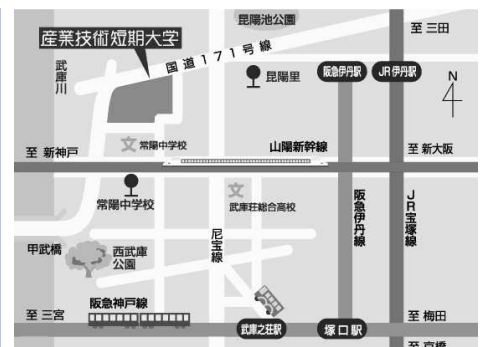 昆陽池公園
至 三田
産業技術短期大学
国道171号線
武庫川
昆陽里
阪急伊丹駅
JR伊丹駅
N
文 常陽中学校
山陽新幹線
至 新神戸
至 新大阪
常陽中学校
文
武庫荘総合高校
尼宝線
阪急伊丹線
JR宝塚線
甲武橋
西武庫
公園
阪急神戸線
至 三宮
武庫之荘駅
塚口駅
至 梅田
至 京橋